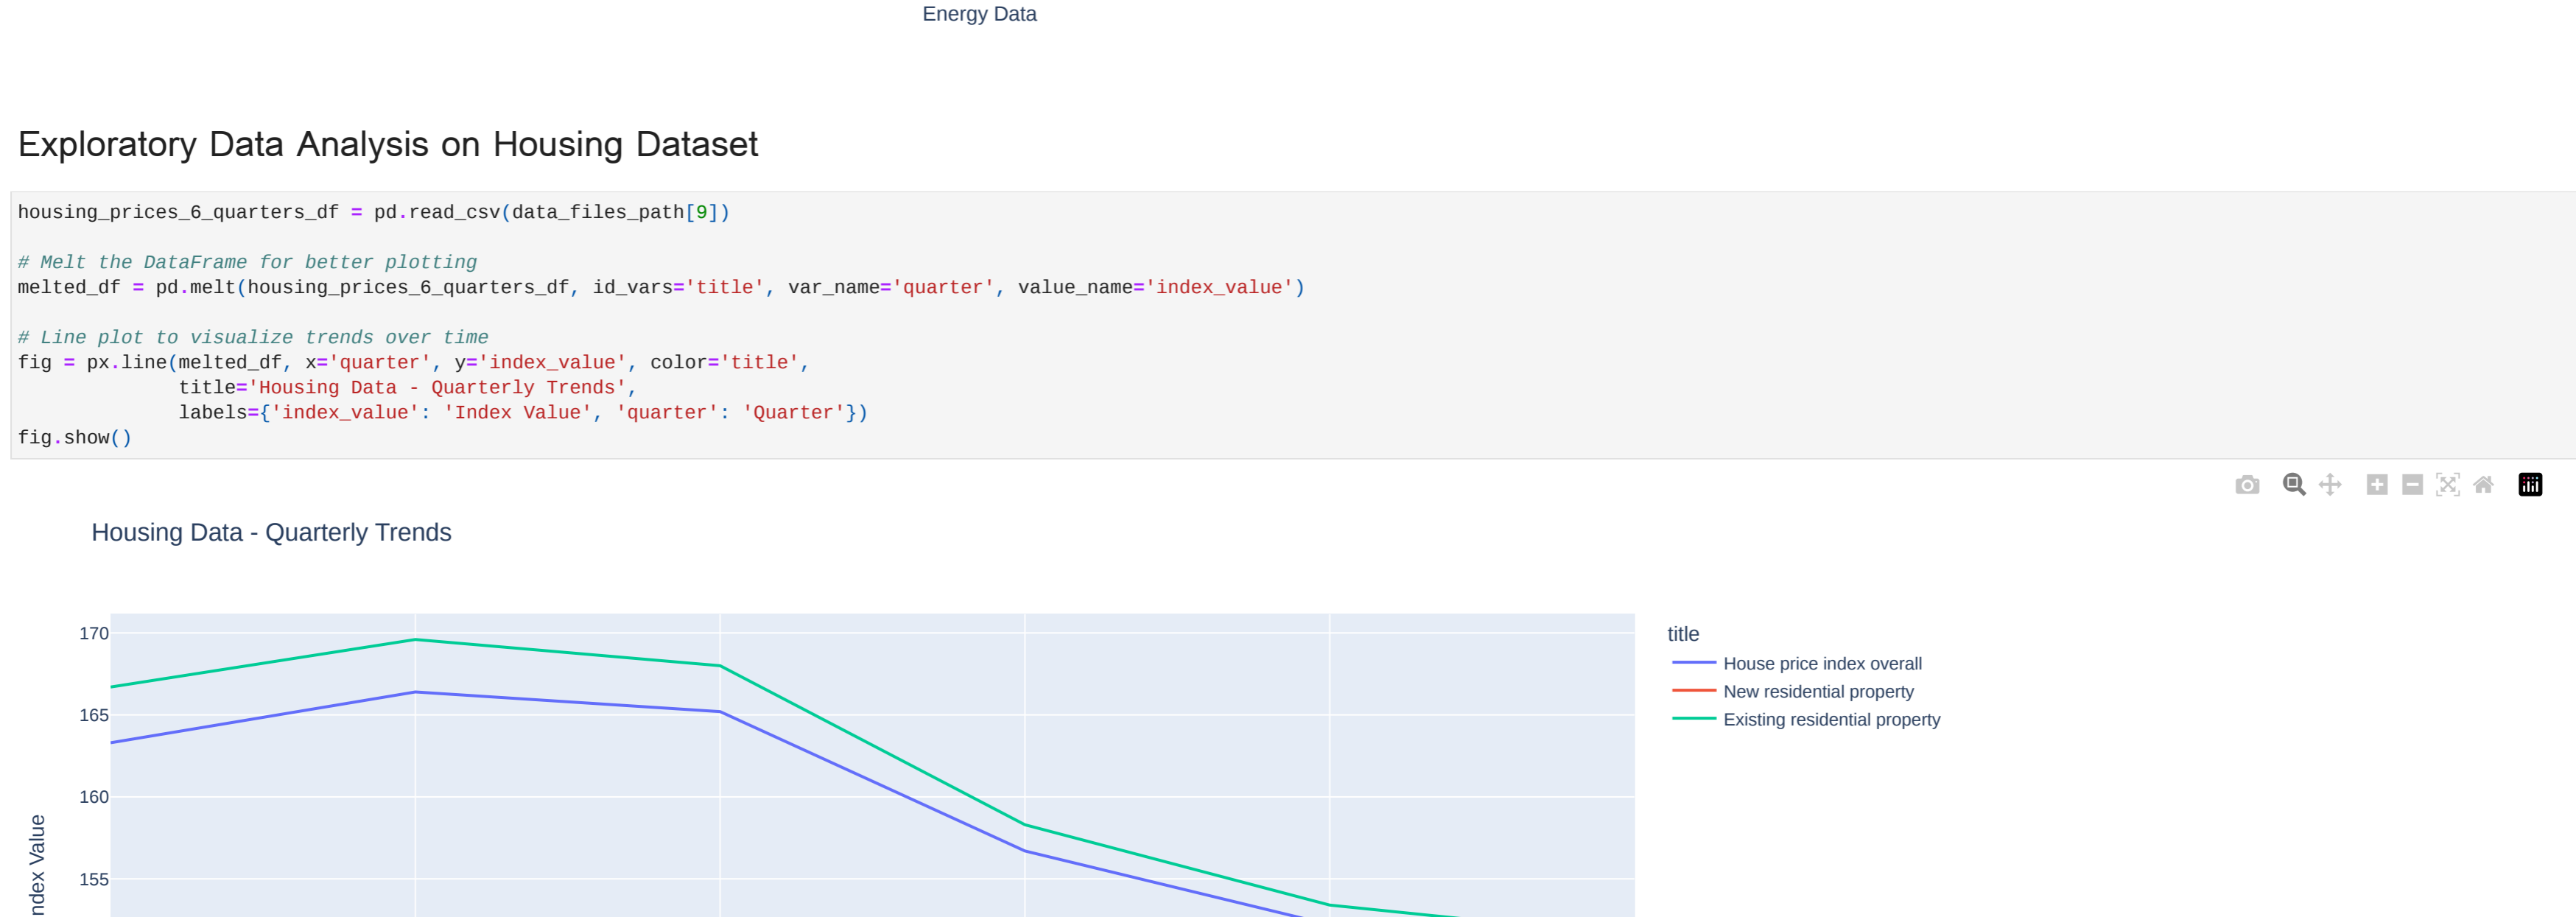 Energy Data
Exploratory Data Analysis on Housing Dataset
housing_prices_6_quarters_df = pd.read_csv(data_files_path[9])
# Melt the DataFrame for better plotting
melted_df = pd.melt(housing_prices_6_quarters_df, id_vars='title', var_name='quarter', value_name='index_value')
# Line plot to visualize trends over time
fig = px.line(melted_df, x='quarter', y='index_value', color='title',
title='Housing Data - Quarterly Trends',
labels={'index_value': 'Index Value', 'quarter': 'Quarter'})
fig.show()
Housing Data - Quarterly Trends
170
165
160
155
ndex Value
title
House price index overall
New residential property
Existing residential property